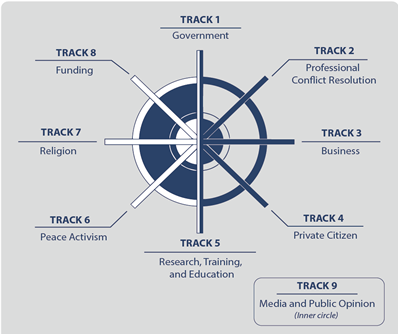 TRACK 1
Government
TRACK 8
Funding
TRACK 2
Professional
Conflict Resolution
TRACK 7
Religion
TRACK 3
Business
TRACK 6
Peace Activism
TRACK 4
Private Citizen
TRACK 5
Research, Training,
and Education
TRACK 9
Media and Public Opinion
(Inner circle)